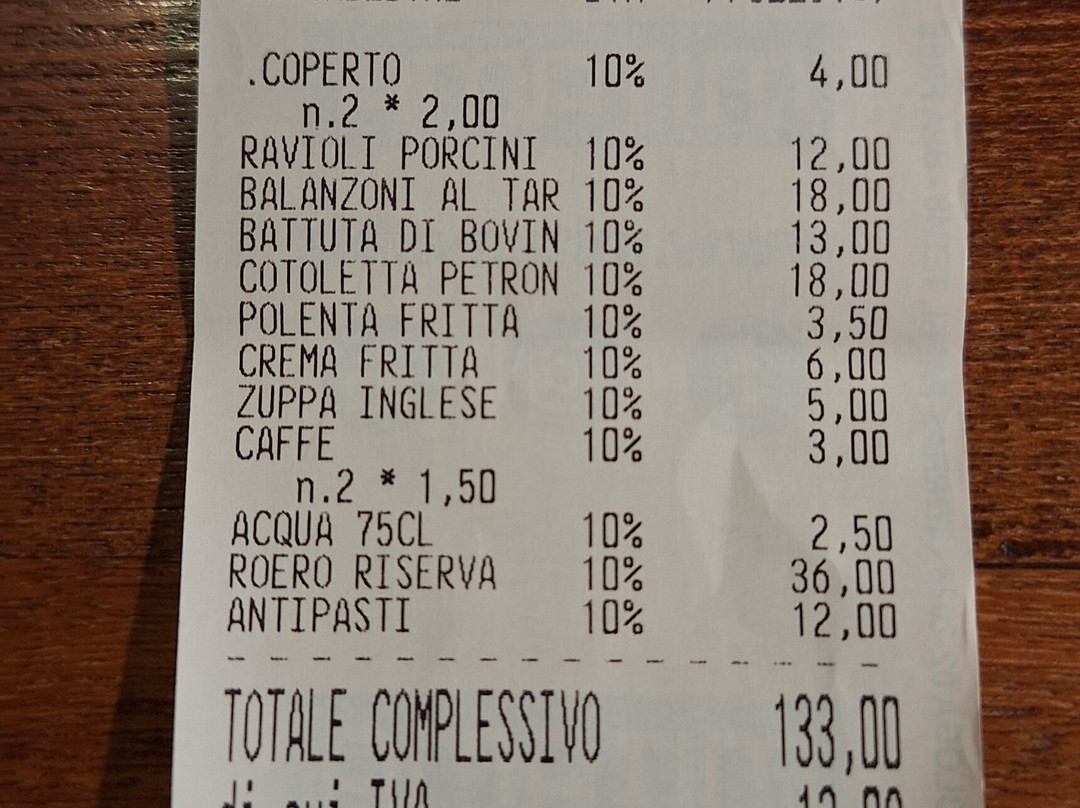 .COPERTO 10% 4,00
n.2 * 2,00
RAVIOLI PORCINI 10% 12,00
BALANZONI AL TAR 10% 18,00
BATTUTA DI BOVIN 10% 13,00
COTOLETTA PETRON 10% 18,00
POLENTA FRITTA 10% 3,50
CREMA FRITTA 10% 6,00
ZUPPA INGLESE 10% 5,00
CAFFE 10% 3,00
n.2 * 1,50
ACQUA 75CL 10% 2,50
ROERO RISERVA 10% 36,00
ANTIPASTI 10% 12,00
TOTALE COMPLESSIVO 133,00
di cui IVA